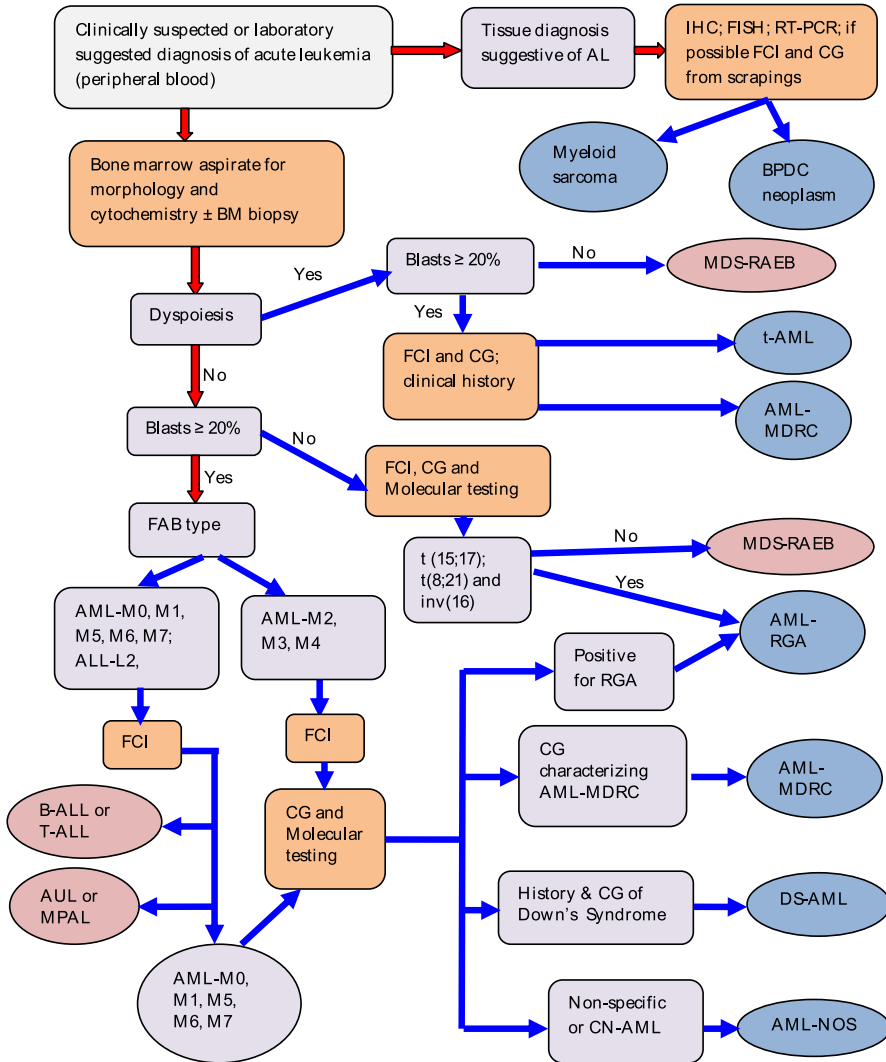 Clinically suspected or laboratory
suggested diagnosis of acute leukemia
(peripheral blood)
Tissue diagnosis
suggestive of AL
IHC; FISH; RT-PCR; if
possible FCI and CG
from scrapings
Myeloid
sarcoma
BPDC
neoplasm
Bone marrow aspirate for
morphology and
cytochemistry ± BM biopsy
Yes
Blasts ≥ 20%
No
MDS-RAEB
Dyspoiesis
Yes
FCI and CG;
clinical history
t-AML
AML-
MDRC
No
Blasts ≥ 20%
No
FCI, CG and
Molecular testing
Yes
FAB type
t (15;17);
t(8;21) and
inv(16)
No
MDS-RAEB
Yes
AML-
RGA
AML-M0, M1,
M5, M6, M7;
ALL-L2,
AML-M2,
M3, M4
Positive
for RGA
FCI
FCI
CG
characterizing
AML-MDRC
AML-
MDRC
B-ALL or
T-ALL
CG and
Molecular
testing
AUL or
MPAL
History & CG of
Down's Syndrome
DS-AML
AML-M0,
M1, M5,
M6, M7
Non-specific
or CN-AML
AML-NOS